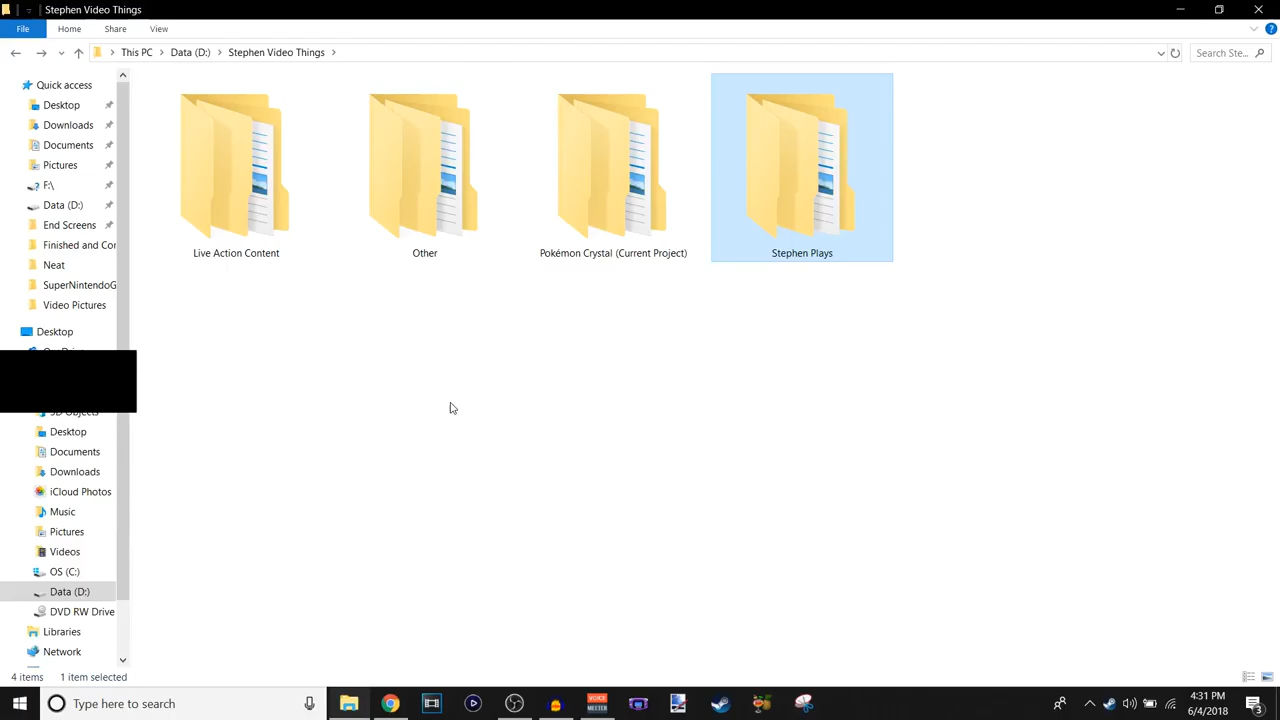 Stephen Video Things
File Home Share View
This PC Data (D:) Stephen Video Things
Search Ste...
Quick access
Desktop
Downloads
Documents
Pictures
F:\
Data (D:)
End Screens
Finished and Cor
Neat
SuperNintendoG
Video Pictures
Desktop
3D Objects
Desktop
Documents
Downloads
iCloud Photos
Music
Pictures
Videos
OS (C:)
Data (D:)
DVD RW Drive
Libraries
Network
Live Action Content
Other
Pokémon Crystal (Current Project)
Stephen Plays
4 items 1 item selected
Type here to search
VOICE
MEETER
4:31 PM
6/4/2018
3